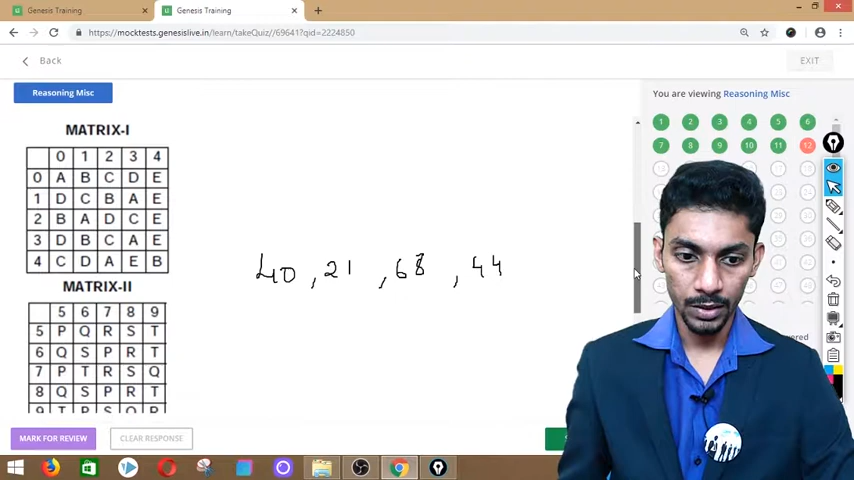 Genesis Training
Genesis Training
https://mocktests.genesislive.in/learn/takeQuiz//69641?qid=2224850
Back
EXIT
Reasoning Misc
You are viewing Reasoning Misc
1 2 3 4 5 6
7 8 9 10 11 12
MATRIX-I
0 1 2 3 4
0 A B C D E
1 D C B A E
2 B A D C E
3 D B C A E
4 C D A E B
40, 21, 68, 44
MATRIX-II
5 6 7 8 9
5 P Q R S T
6 Q S P R T
7 P T R S Q
8 Q S P R T
9 T P S Q R
MARK FOR REVIEW
CLEAR RESPONSE